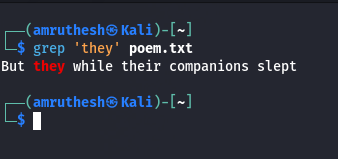 ┌──(amruthesh㉿Kali)-[~]
└─$ grep 'they' poem.txt
But they while their companions slept
┌──(amruthesh㉿Kali)-[~]
└─$